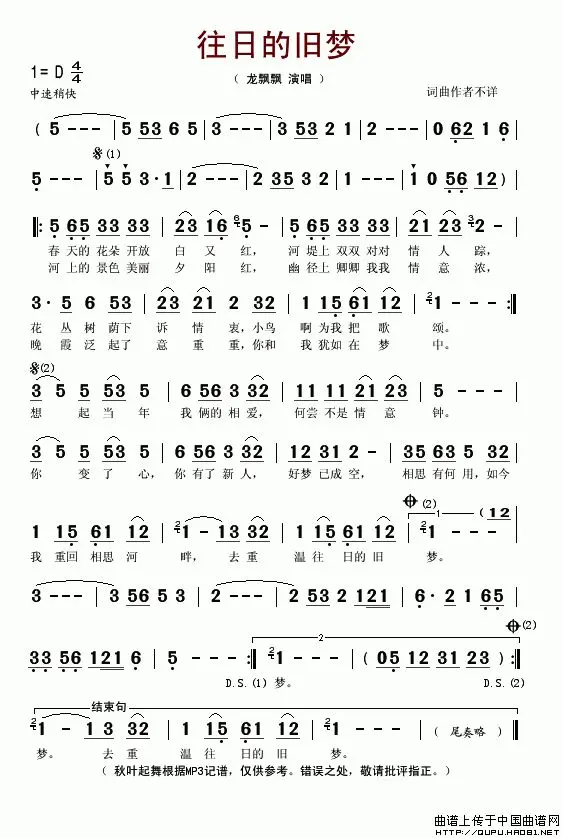 往日的旧梦
( 龙飘飘 演唱 )
1= D 4/4
中速稍快
词曲作者不详
( 5 - - - | 5 53 6 5 | 3 - - - | 3 53 2 1 | 2 - - - | 0 62 1 6 |
𝄋(1)
5 - - - | 5 5 3· 1 | 2 - - - | 2 35 3 2 | 1 - - - | 1 0 56 12 ) |
‖: 5 65 33 33 | 23 16 5 - | 5 65 33 33 | 21 23 2 - |
春 天的 花朵 开放 白 又 红, 河 堤上 双双 对对 情 人 踪,
河 上的 景色 美丽 夕 阳 红, 幽 径上 卿卿 我我 情 意 浓,
3· 5 6 53 | 23 21 2 32 | 1 15 61 12 | 1 - - - :‖
花 丛 树 荫下 诉 情 衷, 小鸟 啊 为我 把 歌 颂。
晚 霞 泛 起了 意 重 重, 你和 我 犹如 在 梦 中。
𝄋(2)
3 5 5 53 5 | 16 56 3 32 | 11 11 21 23 | 5 - - - |
想 起 当 年 我 俩的 相 爱, 何尝 不是 情 意 钟。
3 5 5 53 5 | 6 56 3 32 | 12 31 2 - | 35 63 5 32 |
你 变 了 心, 你 有了 新 人, 好梦 已成 空, 相思 有何 用, 如今
𝄌(2)
1 15 61 12 | 1 - 13 32 | 1 15 61 12 | 1 - - - ( 12 |
我 重回 相思 河 畔, 去 重 温 往 日的 旧 梦。
3 - - - | 3 56 5 3 | 2 - - - | 2 53 2 121 | 6· 2 1 65 |
𝄌(2)
33 56 121 6 | 5 - - - :‖ 1 - - - | ( 05 12 31 23 ) :‖
D.S.(1) 梦。 D.S.(2)
结束句
1 - 1 3 32 | 1 15 61 12 | 1 - - - | ( 尾奏略 ) ‖
梦。 去 重 温 往 日的 旧 梦。
( 秋叶起舞根据MP3记谱，仅供参考。错误之处，敬请批评指正。)
曲谱上传于中国曲谱网
http://QUPU.HAO81.NET